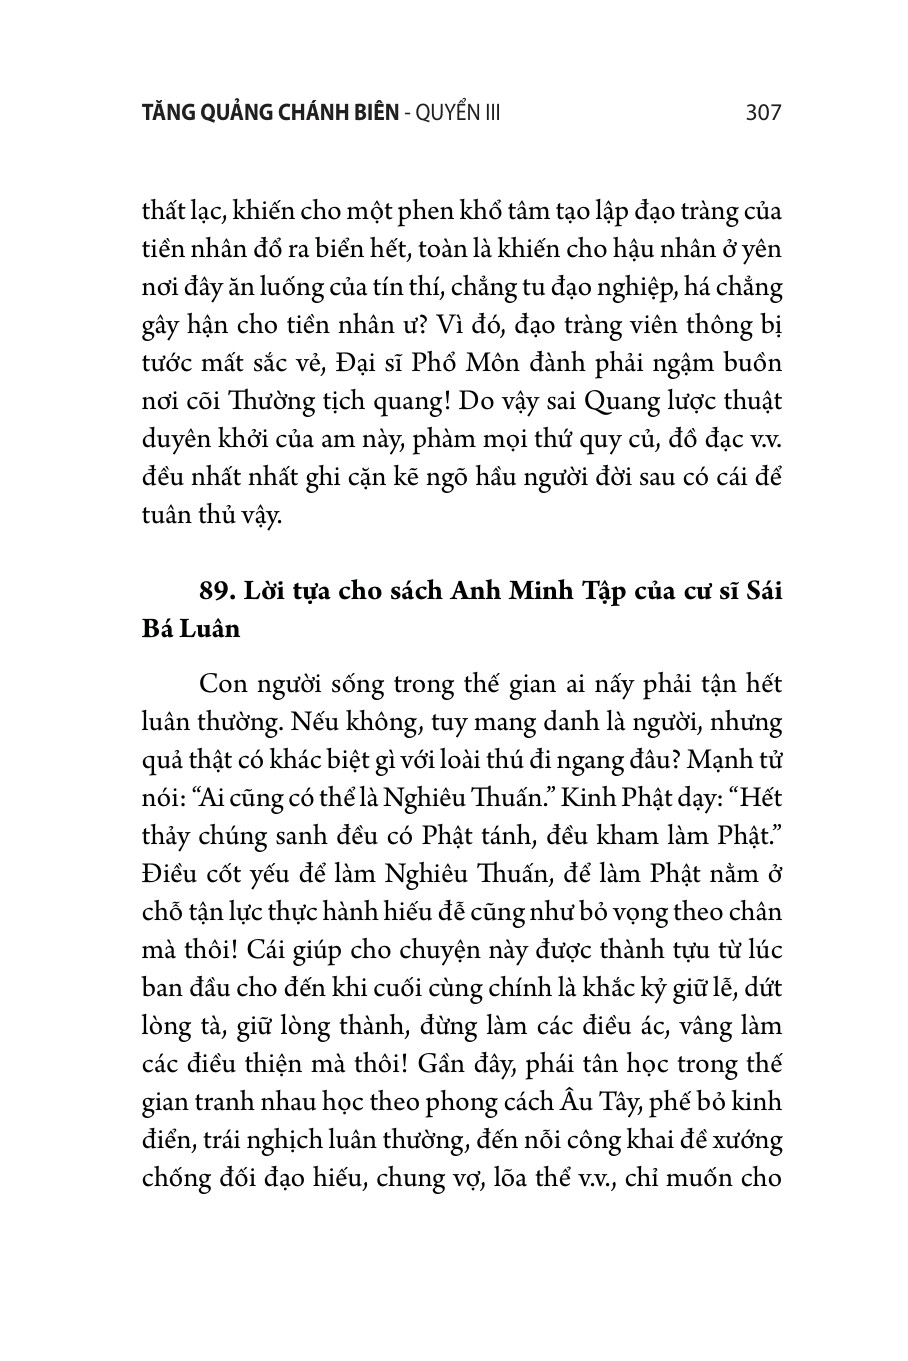 TĂNG QUẢNG CHÁNH BIÊN - QUYỂN III 307
thất lạc, khiến cho một phen khổ tâm tạo lập đạo tràng của
tiền nhân đổ ra biển hết, toàn là khiến cho hậu nhân ở yên
nơi đây ăn luống của tín thí, chẳng tu đạo nghiệp, há chẳng
gây hận cho tiền nhân ư? Vì đó, đạo tràng viên thông bị
tước mất sắc vẻ, Đại sĩ Phổ Môn đành phải ngậm buồn
nơi cõi Thường tịch quang! Do vậy sai Quang lược thuật
duyên khởi của am này, phàm mọi thứ quy củ, đồ đạc v.v.
đều nhất nhất ghi cặn kẽ ngõ hầu người đời sau có cái để
tuân thủ vậy.
89. Lời tựa cho sách Anh Minh Tập của cư sĩ Sái
Bá Luân
Con người sống trong thế gian ai nấy phải tận hết
luân thường. Nếu không, tuy mang danh là người, nhưng
quả thật có khác biệt gì với loài thú đi ngang đâu? Mạnh tử
nói: “Ai cũng có thể là Nghiêu Thuấn.” Kinh Phật dạy: “Hết
thảy chúng sanh đều có Phật tánh, đều kham làm Phật.”
Điều cốt yếu để làm Nghiêu Thuấn, để làm Phật nằm ở
chỗ tận lực thực hành hiếu đễ cũng như bỏ vọng theo chân
mà thôi! Cái giúp cho chuyện này được thành tựu từ lúc
ban đầu cho đến khi cuối cùng chính là khắc kỷ giữ lễ, dứt
lòng tà, giữ lòng thành, đừng làm các điều ác, vâng làm
các điều thiện mà thôi! Gần đây, phái tân học trong thế
gian tranh nhau học theo phong cách Âu Tây, phế bỏ kinh
điển, trái nghịch luân thường, đến nỗi công khai đề xướng
chống đối đạo hiếu, chung vợ, lõa thể v.v., chỉ muốn cho